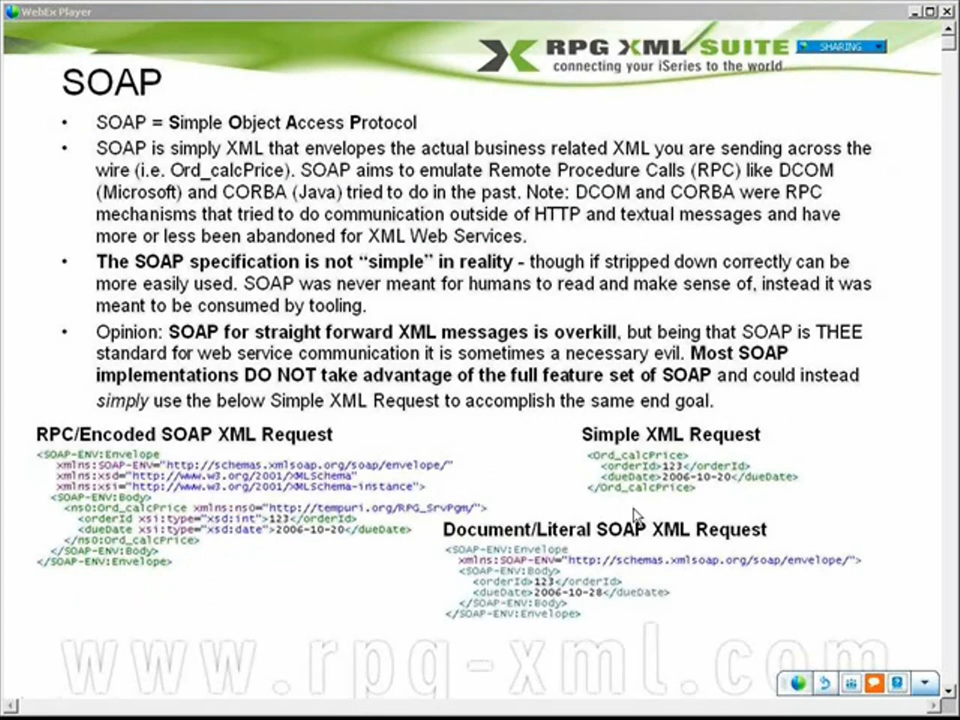 WebEx Player
RPG XML SUITE
SHARING
connecting your iSeries to the world
SOAP
• SOAP = Simple Object Access Protocol
• SOAP is simply XML that envelopes the actual business related XML you are sending across the
wire (i.e. Ord_calcPrice). SOAP aims to emulate Remote Procedure Calls (RPC) like DCOM
(Microsoft) and CORBA (Java) tried to do in the past. Note: DCOM and CORBA were RPC
mechanisms that tried to do communication outside of HTTP and textual messages and have
more or less been abandoned for XML Web Services.
• The SOAP specification is not “simple” in reality - though if stripped down correctly can be
more easily used. SOAP was never meant for humans to read and make sense of, instead it was
meant to be consumed by tooling.
• Opinion: SOAP for straight forward XML messages is overkill, but being that SOAP is THEE
standard for web service communication it is sometimes a necessary evil. Most SOAP
implementations DO NOT take advantage of the full feature set of SOAP and could instead
simply use the below Simple XML Request to accomplish the same end goal.
RPC/Encoded SOAP XML Request
<SOAP-ENV:Envelope
xmlns:SOAP-ENV="http://schemas.xmlsoap.org/soap/envelope/"
xmlns:xsd="http://www.w3.org/2001/XMLSchema"
xmlns:xsi="http://www.w3.org/2001/XMLSchema-instance">
<SOAP-ENV:Body>
<ns0:Ord_calcPrice xmlns:ns0="http://tempuri.org/RPG_SrvPgm/">
<orderId xsi:type="xsd:int">123</orderId>
<dueDate xsi:type="xsd:date">2006-10-20</dueDate>
</ns0:Ord_calcPrice>
</SOAP-ENV:Body>
</SOAP-ENV:Envelope>
Simple XML Request
<Ord_calcPrice>
<orderId>123</orderId>
<dueDate>2006-10-20</dueDate>
</Ord_calcPrice>
Document/Literal SOAP XML Request
<SOAP-ENV:Envelope
xmlns:SOAP-ENV="http://schemas.xmlsoap.org/soap/envelope/">
<SOAP-ENV:Body>
<orderId>123</orderId>
<dueDate>2006-10-28</dueDate>
</SOAP-ENV:Body>
</SOAP-ENV:Envelope>
www.rpg-xml.com